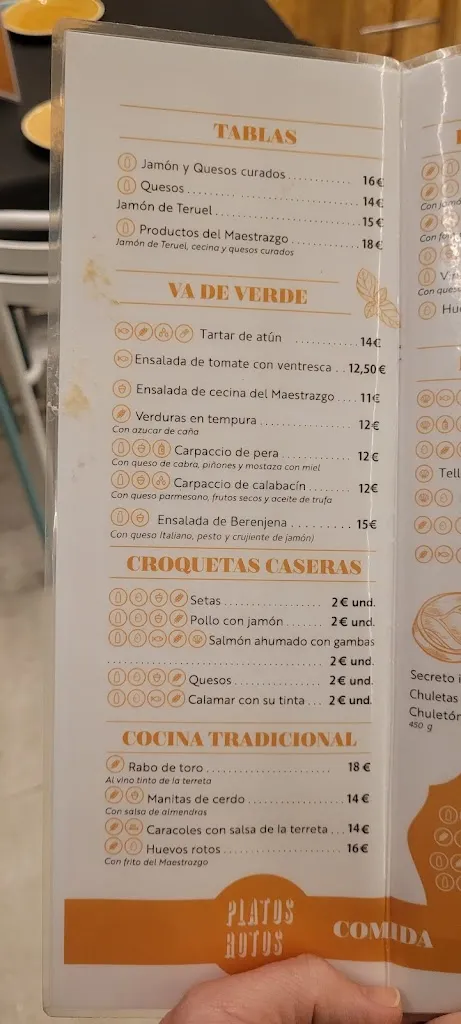 TABLAS
Jamón y Quesos curados............ 16€
Quesos............ 14€
Jamón de Teruel............ 15€
Productos del Maestrazgo............ 18€
Jamón de Teruel, cecina y quesos curados
VA DE VERDE
Tartar de atún ............ 14€
Ensalada de tomate con ventresca .. 12,50€
Ensalada de cecina del Maestrazgo.... 11€
Verduras en tempura ............ 12€
Con azucar de caña
Carpaccio de pera ............ 12€
Con queso de cabra, piñones y mostaza con miel
Carpaccio de calabacín ........ 12€
Con queso parmesano, frutos secos y aceite de trufa
Ensalada de Berenjena .......... 15€
Con queso Italiano, pesto y crujiente de jamón)
CROQUETAS CASERAS
Setas ............ 2€ und.
Pollo con jamón ........ 2€ und.
Salmón ahumado con gambas
............ 2€ und.
Quesos ............ 2€ und.
Calamar con su tinta ... 2€ und.
COCINA TRADICIONAL
Rabo de toro ............ 18€
Al vino tinto de la terreta
Manitas de cerdo ............ 14€
Con salsa de almendras
Caracoles con salsa de la terreta .. 14€
Huevos rotos ............ 16€
Con frito del Maestrazgo
PLATOS
ROTOS
COMIDA
Con
Con
Con queso
Hue
Tell
Secreto i
Chuletas
Chuletón
450 g